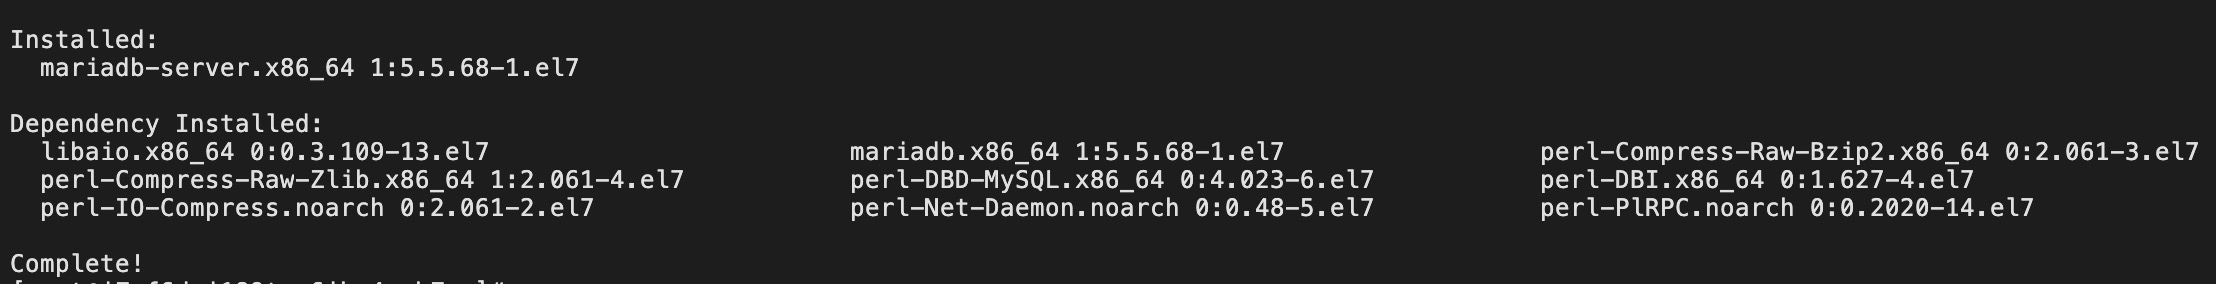 Installed:
mariadb-server.x86_64 1:5.5.68-1.el7
Dependency Installed:
libaio.x86_64 0:0.3.109-13.el7 mariadb.x86_64 1:5.5.68-1.el7 perl-Compress-Raw-Bzip2.x86_64 0:2.061-3.el7
perl-Compress-Raw-Zlib.x86_64 1:2.061-4.el7 perl-DBD-MySQL.x86_64 0:4.023-6.el7 perl-DBI.x86_64 0:1.627-4.el7
perl-IO-Compress.noarch 0:2.061-2.el7 perl-Net-Daemon.noarch 0:0.48-5.el7 perl-PlRPC.noarch 0:0.2020-14.el7
Complete!